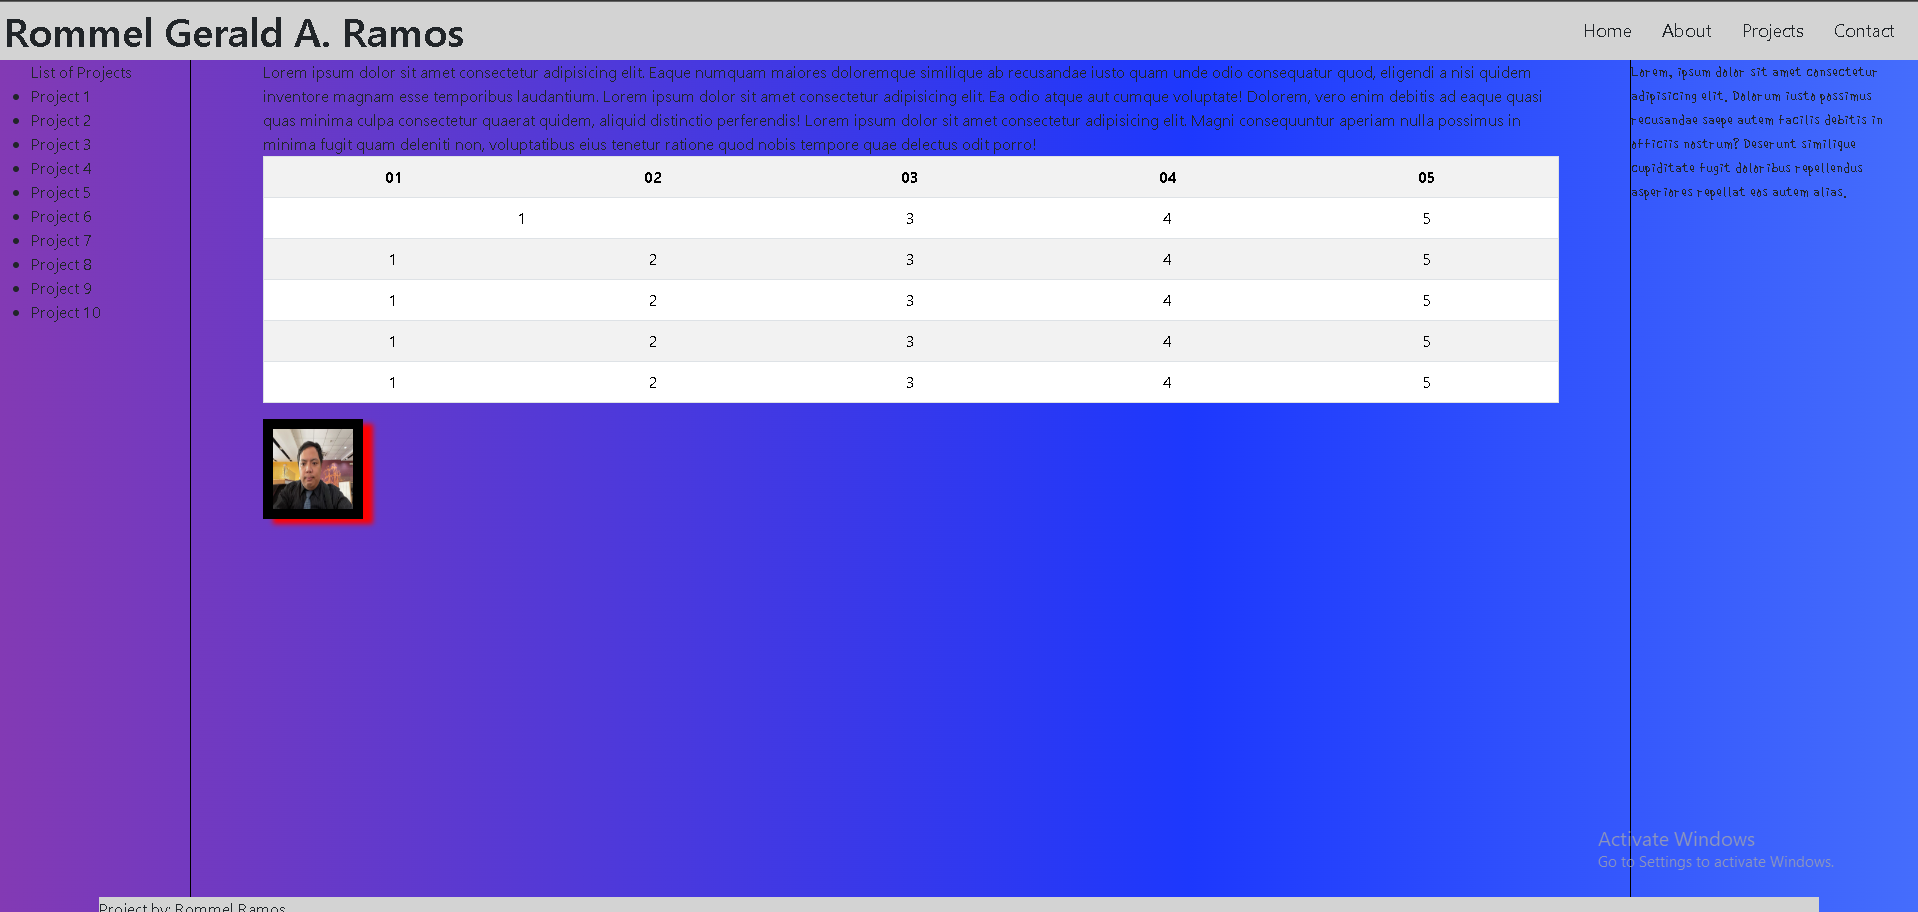 Rommel Gerald A. Ramos
Home About Projects Contact
List of Projects
Project 1
Project 2
Project 3
Project 4
Project 5
Project 6
Project 7
Project 8
Project 9
Project 10
Lorem ipsum dolor sit amet consectetur adipisicing elit. Eaque numquam maiores doloremque similique ab recusandae iusto quam unde odio consequatur quod, eligendi a nisi quidem
inventore magnam esse temporibus laudantium. Lorem ipsum dolor sit amet consectetur adipisicing elit. Ea odio atque aut cumque voluptate! Dolorem, vero enim debitis ad eaque quasi
quas minima culpa consectetur quaerat quidem, aliquid distinctio perferendis! Lorem ipsum dolor sit amet consectetur adipisicing elit. Magni consequuntur aperiam nulla possimus in
minima fugit quam deleniti non, voluptatibus eius tenetur ratione quod nobis tempore quae delectus odit porro!
01 02 03 04 05
1 3 4 5
1 2 3 4 5
1 2 3 4 5
1 2 3 4 5
1 2 3 4 5
Lorem, ipsum dolor sit amet consectetur
adipisicing elit. Dolorum iusto possimus
recusandae saepe autem facilis debitis in
officiis nostrum? Deserunt similique
cupiditate fugit doloribus repellendus
asperiores repellat eos autem alias.
Activate Windows
Go to Settings to activate Windows.
Project by: Rommel Ramos